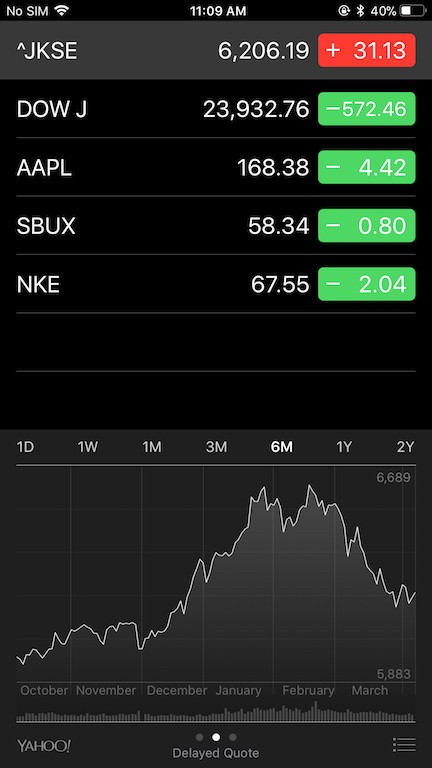 No SIM 11:09 AM 40%
^JKSE 6,206.19 + 31.13
DOW J 23,932.76 −572.46
AAPL 168.38 − 4.42
SBUX 58.34 − 0.80
NKE 67.55 − 2.04
1D 1W 1M 3M 6M 1Y 2Y
6,689
5,883
October November December January February March
YAHOO!
Delayed Quote